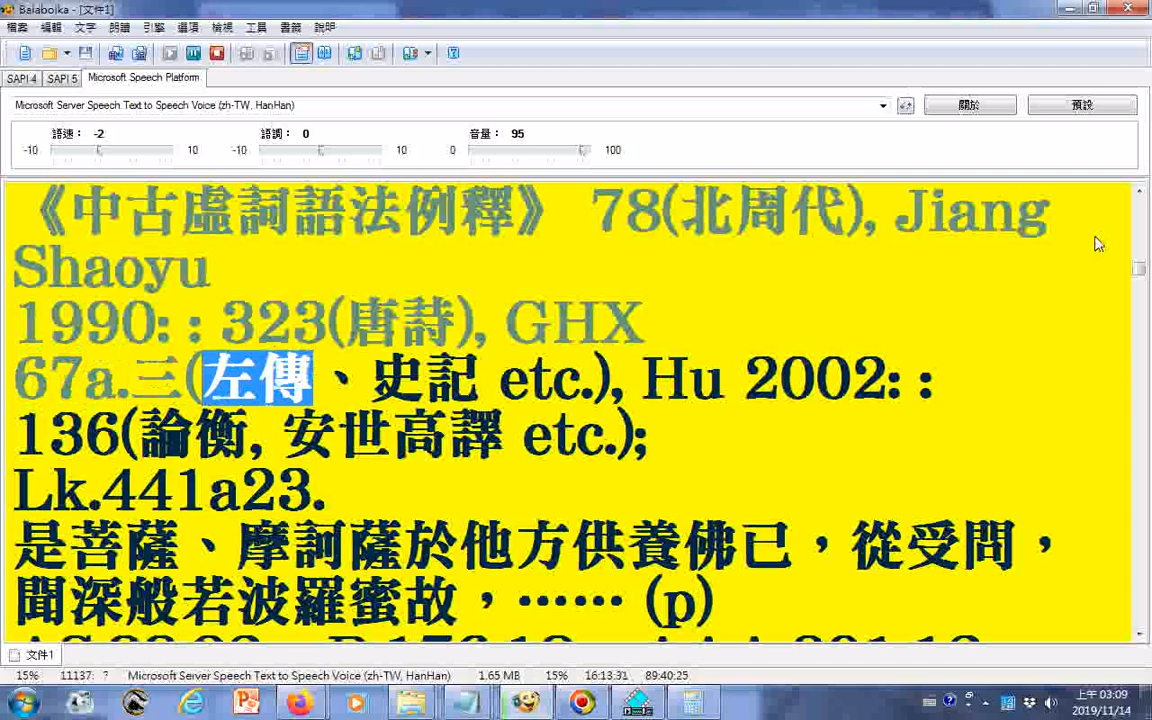 Balabolka - [文件1]
檔案 編輯 文字 朗讀 引擎 選項 檢視 工具 書籤 說明
SAPI 4 SAPI 5 Microsoft Speech Platform
Microsoft Server Speech Text to Speech Voice (zh-TW, HanHan) 關於 預設
語速： -2 語調： 0 音量： 95
-10 10 -10 10 0 100
《中古虛詞語法例釋》 78(北周代), Jiang
Shaoyu
1990: : 323(唐詩), GHX
67a.三(左傳、史記 etc.), Hu 2002: :
136(論衡, 安世高譯 etc.);
Lk.441a23.
是菩薩、摩訶薩於他方供養佛已，從受問，
聞深般若波羅蜜故，…… (p)
文件1
15% 11137: ? Microsoft Server Speech Text to Speech Voice (zh-TW, HanHan) 1.65 MB 15% 16:13:31 89:40:25
上午 03:09
2019/11/14